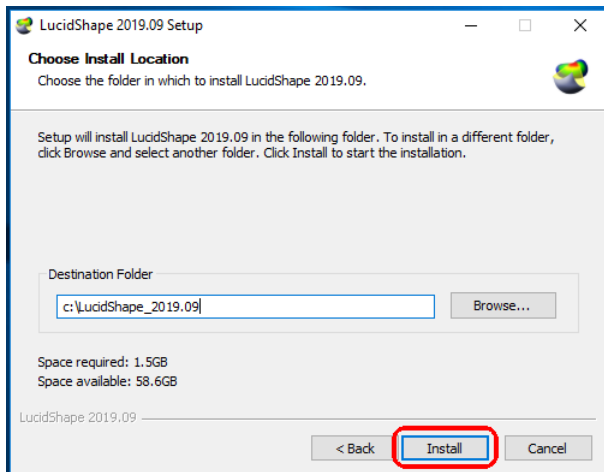 LucidShape 2019.09 Setup
Choose Install Location
Choose the folder in which to install LucidShape 2019.09.
Setup will install LucidShape 2019.09 in the following folder. To install in a different folder,
click Browse and select another folder. Click Install to start the installation.
Destination Folder
c:\LucidShape_2019.09
Browse...
Space required: 1.5GB
Space available: 58.6GB
LucidShape 2019.09
< Back Install Cancel